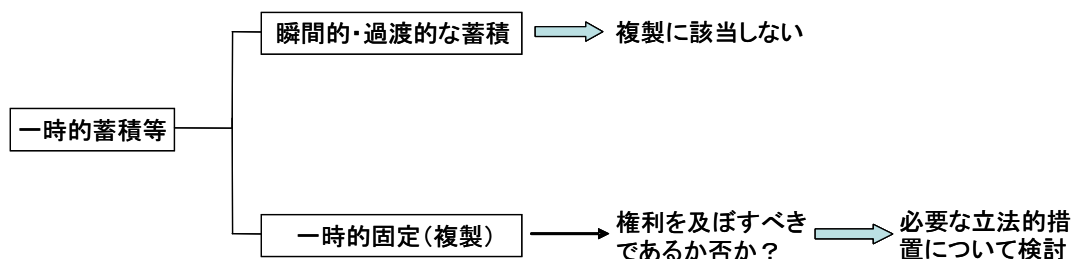 瞬間的・過渡的な蓄積
複製に該当しない
一時的蓄積等
一時的固定（複製）
権利を及ぼすべき
であるか否か？
必要な立法的措
置について検討